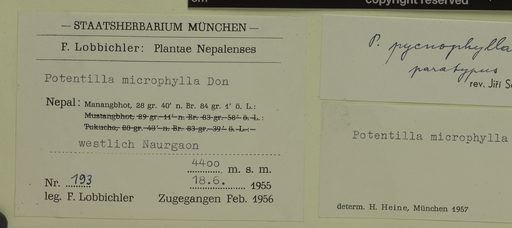 copyright reserved
— STAATSHERBARIUM MÜNCHEN —
F. Lobbichler: Plantae Nepalenses
Potentilla microphylla Don
Nepal: Manangbhot, 28 gr. 40' n. Br. 84 gr. 1' ö. L.:
Mustangbhot, 29 gr. 11' n. Br. 83 gr. 58' ö. L.:
Tukucha, 28 gr. 43' n. Br. 83 gr. 39' ö. L.:
westlich Naurgaon
4400 m. s. m.
Nr. 193 18.6. 1955
leg. F. Lobbichler Zugegangen Feb. 1956
P. pycnophylla
paratypus
rev. Jiří
Potentilla microphylla
determ. H. Heine, München 1957